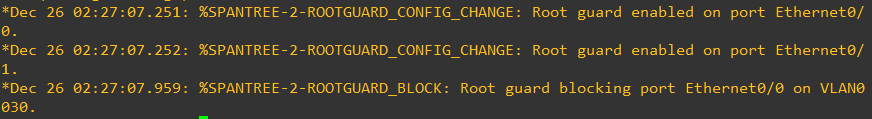 *Dec 26 02:27:07.251: %SPANTREE-2-ROOTGUARD_CONFIG_CHANGE: Root guard enabled on port Ethernet0/
0.
*Dec 26 02:27:07.252: %SPANTREE-2-ROOTGUARD_CONFIG_CHANGE: Root guard enabled on port Ethernet0/
1.
*Dec 26 02:27:07.959: %SPANTREE-2-ROOTGUARD_BLOCK: Root guard blocking port Ethernet0/0 on VLAN0
030.